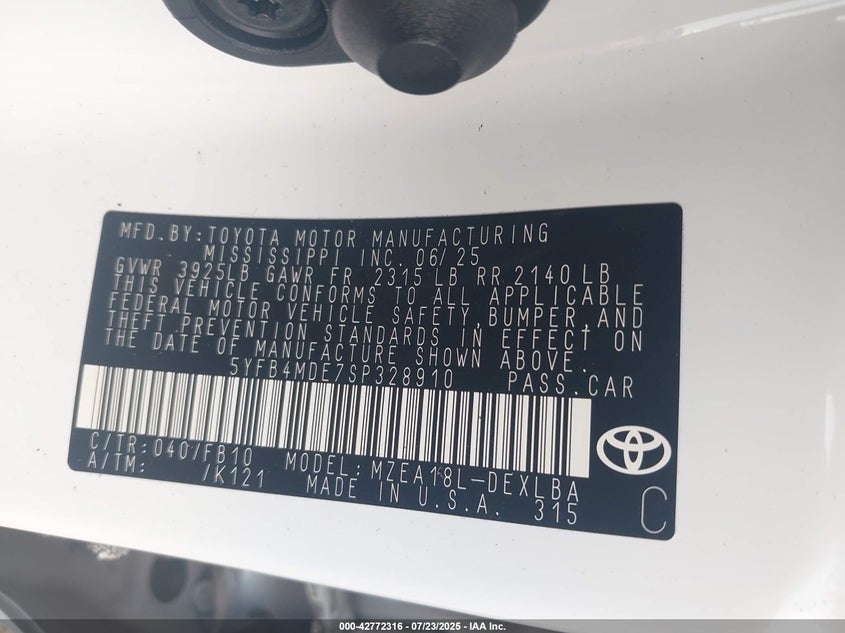 MFD.BY:TOYOTA MOTOR MANUFACTURING
MISSISSIPPI INC. 06/25
GVWR 3925LB GAWR FR 2315 LB RR 2140 LB
THIS VEHICLE CONFORMS TO ALL APPLICABLE
FEDERAL MOTOR VEHICLE SAFETY,BUMPER,AND
THEFT PREVENTION STANDARDS IN EFFECT ON
THE DATE OF MANUFACTURE SHOWN ABOVE.
5YFB4MDE7SP328910 PASS.CAR
C/TR:040/FB10 MODEL:MZEA18L-DEXLBA
A/TM: /K121 MADE IN U.S.A. 315
C
000-42772316 - 07/23/2025 - IAA Inc.